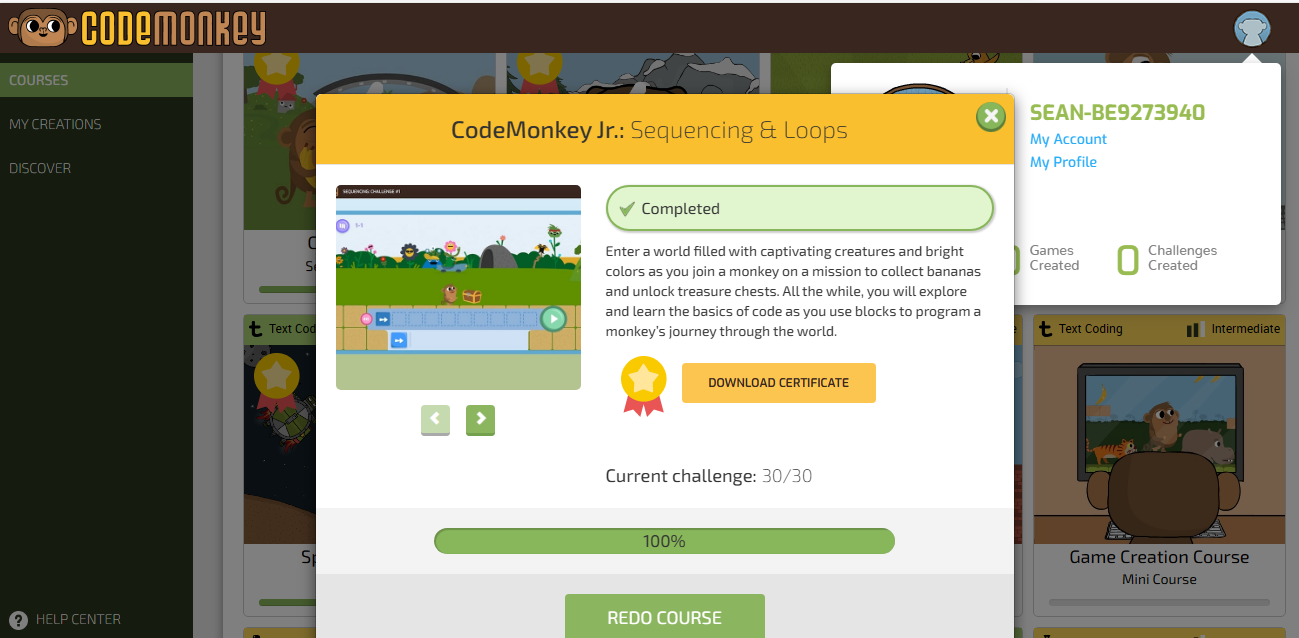 CODEMONKEY
COURSES
MY CREATIONS
DISCOVER
HELP CENTER
SEAN-BE9273940
My Account
My Profile
Games
Created
0
Challenges
Created
CodeMonkey Jr.: Sequencing & Loops
SEQUENCING CHALLENGE #1
1-1
Completed
Enter a world filled with captivating creatures and bright
colors as you join a monkey on a mission to collect bananas
and unlock treasure chests. All the while, you will explore
and learn the basics of code as you use blocks to program a
monkey's journey through the world.
DOWNLOAD CERTIFICATE
Current challenge: 30/30
100%
REDO COURSE
t Text Cod
Sp
t Text Coding
Intermediate
Game Creation Course
Mini Course